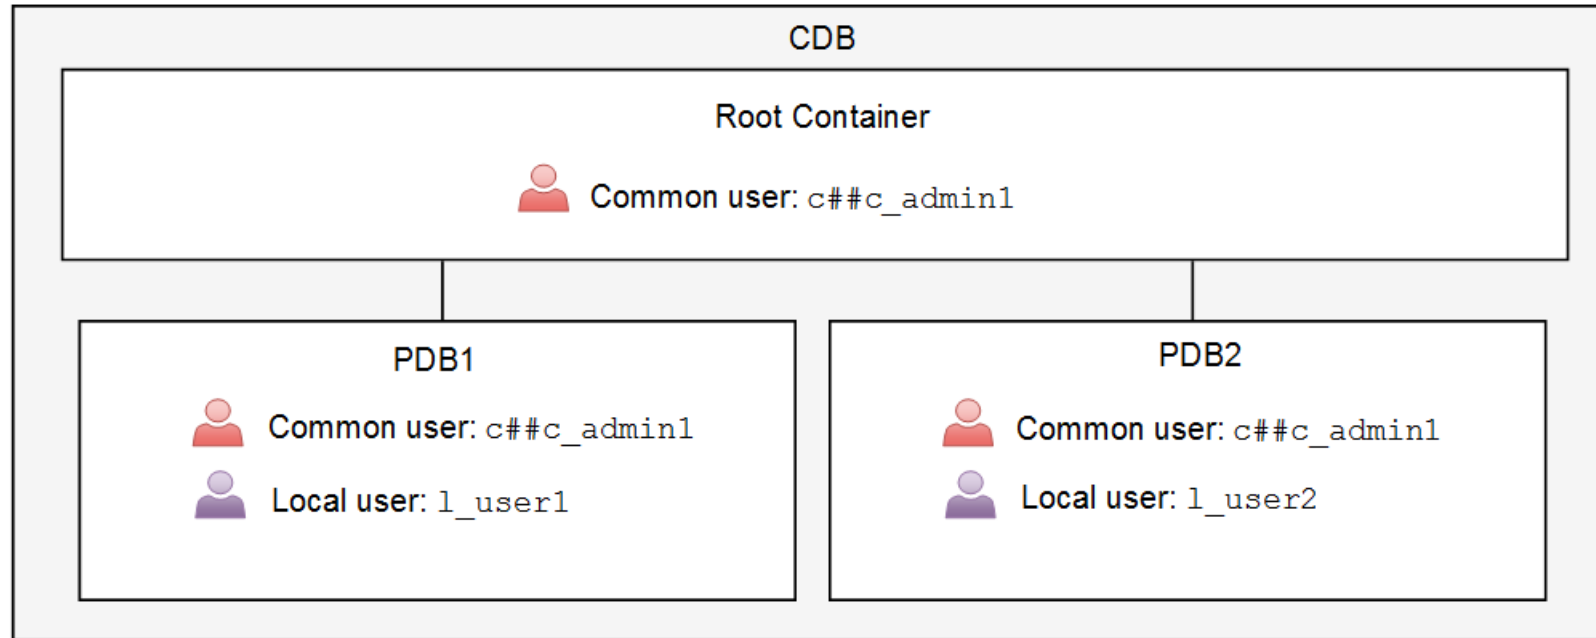 CDB
Root Container
Common user: c##c_admin1
PDB1
Common user: c##c_admin1
Local user: l_user1
PDB2
Common user: c##c_admin1
Local user: l_user2